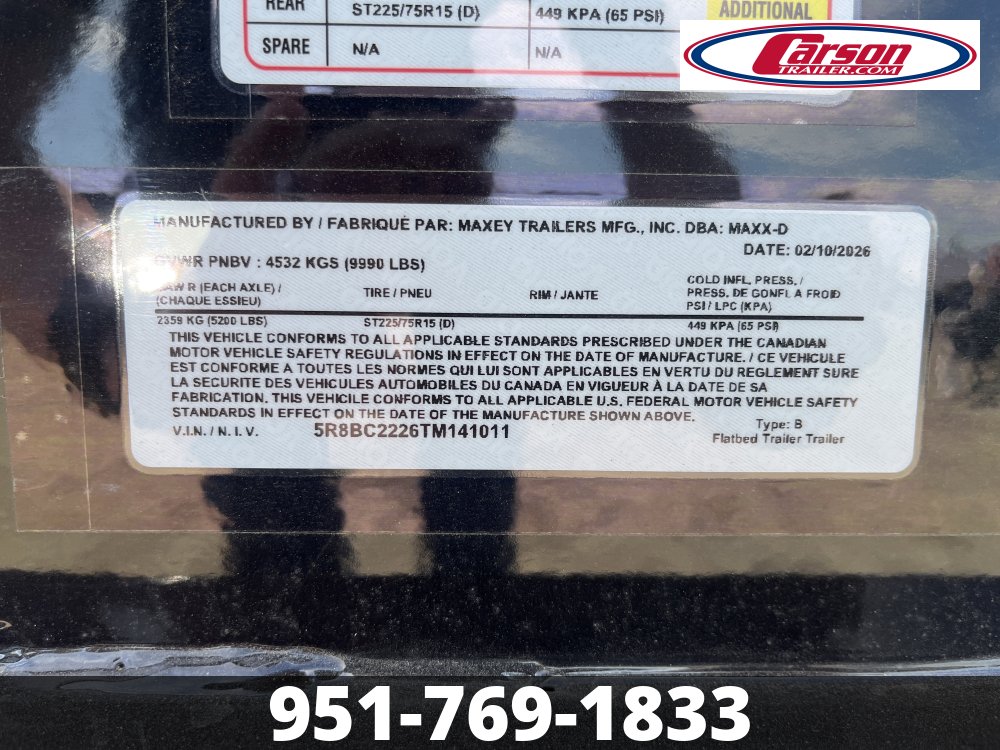 REAR ST225/75R15 (D) 449 KPA (65 PSI) ADDITIONAL
SPARE N/A N/A
Carson
TRAILER.COM
MANUFACTURED BY / FABRIQUÉ PAR: MAXEY TRAILERS MFG., INC. DBA: MAXX-D
DATE: 02/10/2026
GVWR PNBV : 4532 KGS (9990 LBS)
GAWR (EACH AXLE) / (CHAQUE ESSIEU) TIRE / PNEU RIM / JANTE COLD INFL. PRESS. / PRESS. DE GONFL A FROID PSI / LPC (KPA)
2359 KG (5200 LBS) ST225/75R15 (D) 449 KPA (65 PSI)
THIS VEHICLE CONFORMS TO ALL APPLICABLE STANDARDS PRESCRIBED UNDER THE CANADIAN
MOTOR VEHICLE SAFETY REGULATIONS IN EFFECT ON THE DATE OF MANUFACTURE. / CE VEHICULE
EST CONFORME A TOUTES LES NORMES QUI LUI SONT APPLICABLES EN VERTU DU REGLEMENT SURE
LA SECURITE DES VEHICULES AUTOMOBILES DU CANADA EN VIGUEUR À LA DATE DE SA
FABRICATION. THIS VEHICILE CONFORMS TO ALL APPLICABLE U.S. FEDERAL MOTOR VEHICLE SAFETY
STANDARDS IN EFFECT ON THE DATE OF THE MANUFACTURE SHOWN ABOVE.
V.I.N. / N.I.V. 5R8BC2226TM141011 Type: B
Flatbed Trailer Trailer
951-769-1833